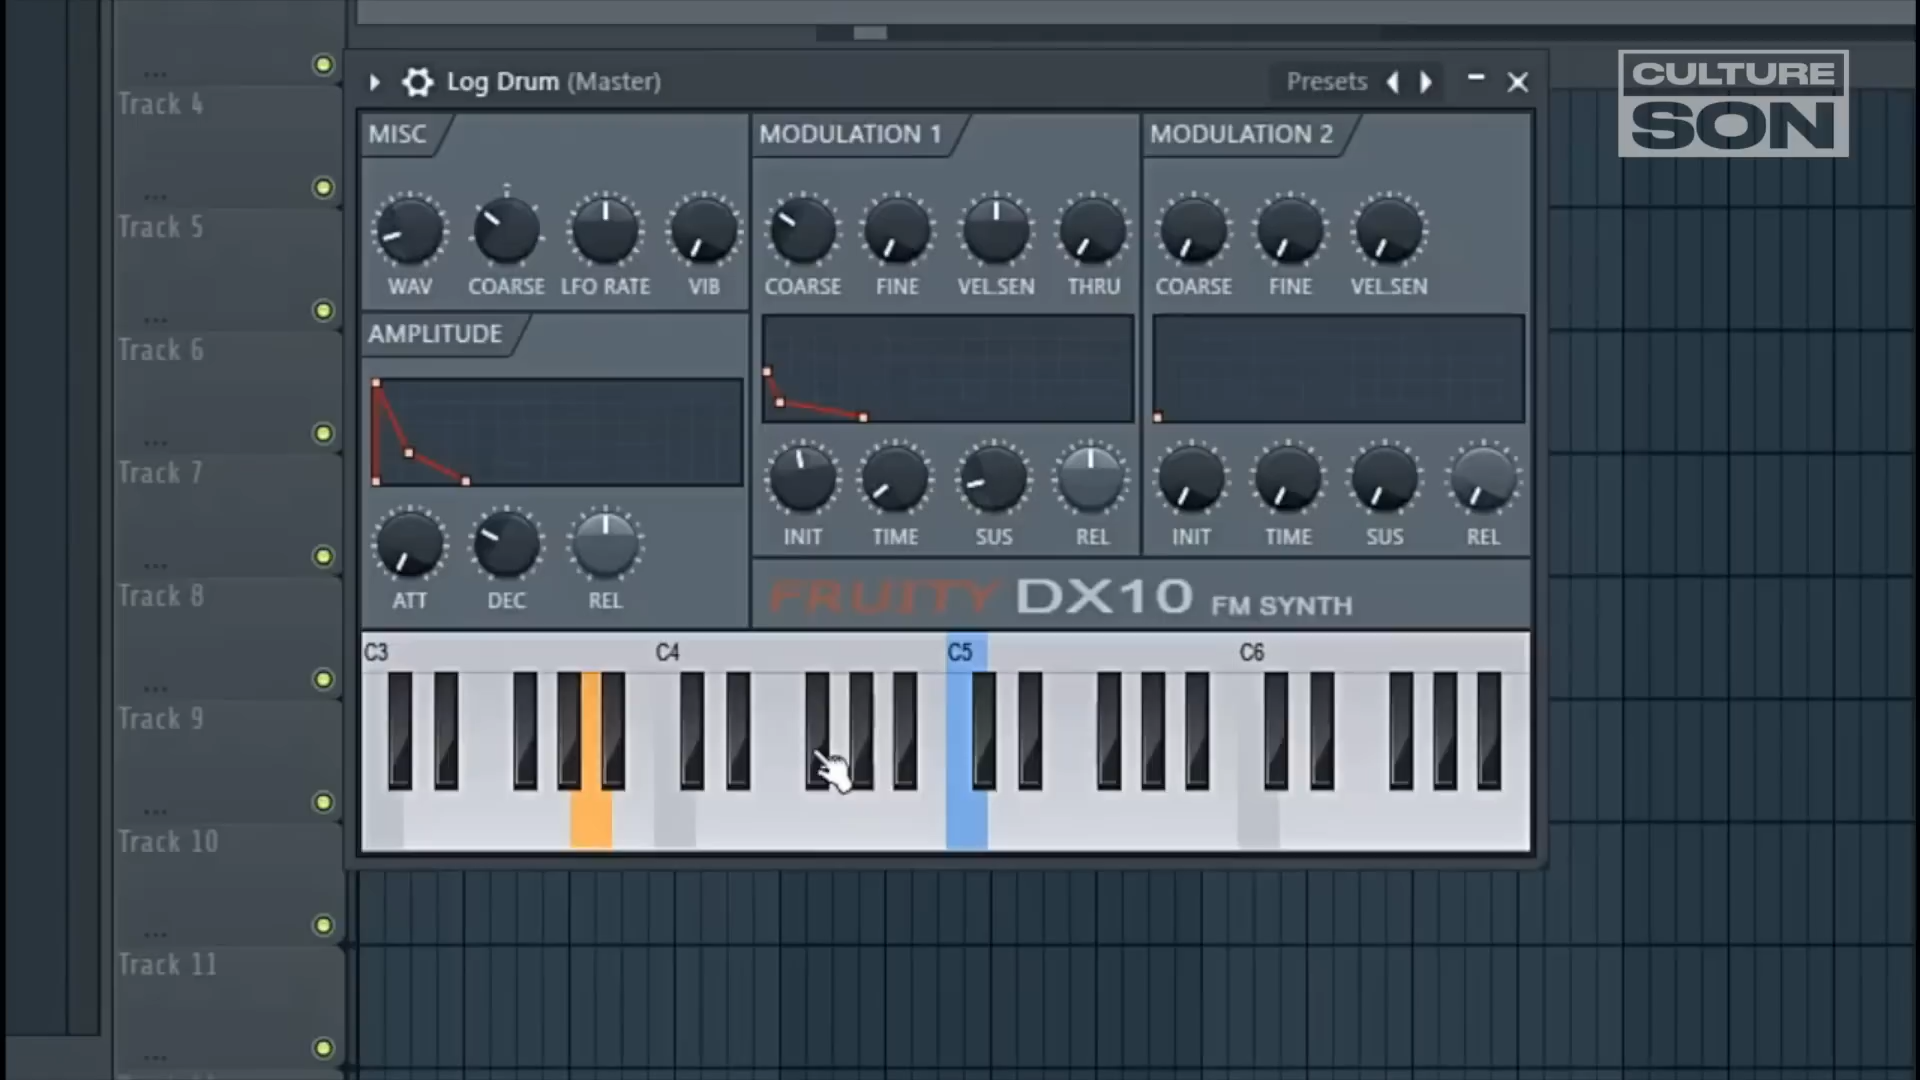 CULTURE
SON
Log Drum (Master)
Presets
MISC
MODULATION 1
MODULATION 2
WAV
COARSE
LFO RATE
VIB
COARSE
FINE
VEL.SEN
THRU
COARSE
FINE
VEL.SEN
AMPLITUDE
INIT
TIME
SUS
REL
INIT
TIME
SUS
REL
ATT
DEC
REL
FRUITY DX10 FM SYNTH
C3
C4
C5
C6
Track 4
Track 5
Track 6
Track 7
Track 8
Track 9
Track 10
Track 11